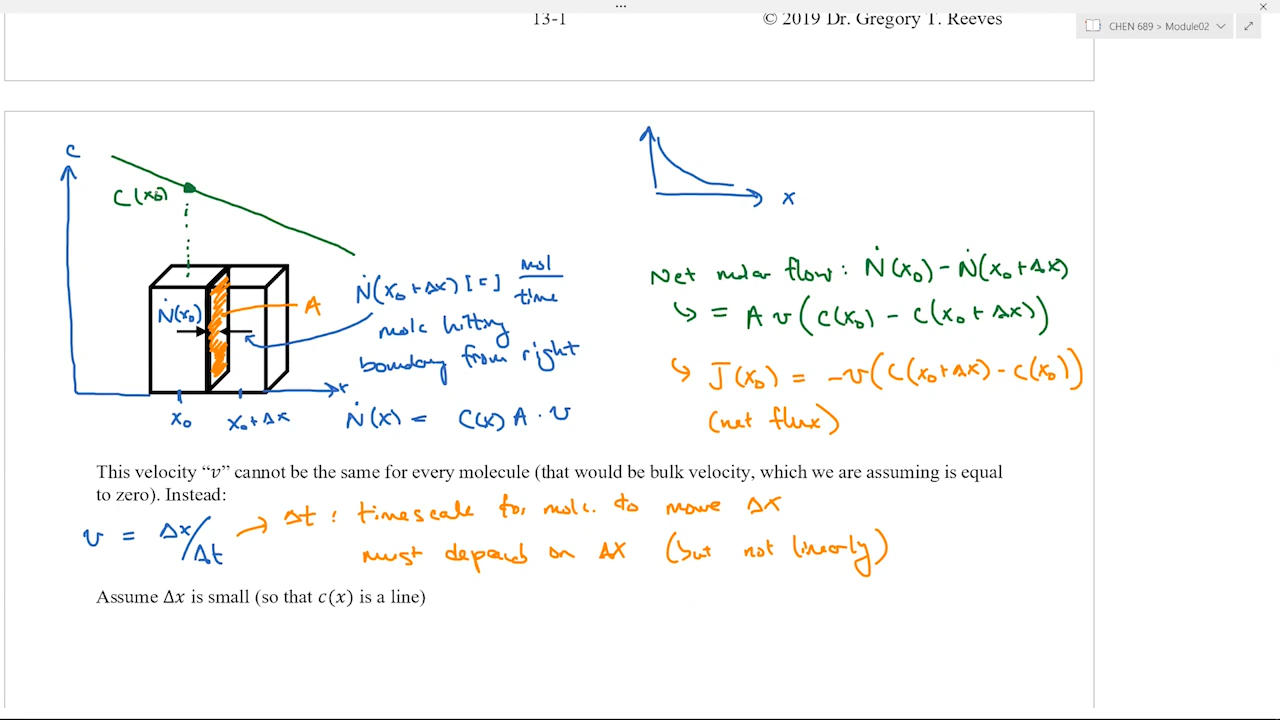 ...
13-1 © 2019 Dr. Gregory T. Reeves
CHEN 689 > Module02
C
C(x₀)
Ṅ(x₀)
A
x₀ x₀+Δx
x
Ṅ(x₀+Δx) [=] mol/time
molc hitting
boundary from right
Ṅ(x) = C(x) A · v
x
Net molar flow: Ṅ(x₀) - Ṅ(x₀+Δx)
↳ = A v (C(x₀) - C(x₀+Δx))
↳ J(x₀) = -v(C(x₀+Δx) - C(x₀))
(net flux)
This velocity “v” cannot be the same for every molecule (that would be bulk velocity, which we are assuming is equal
to zero). Instead:
v = Δx/Δt → Δt: timescale for molc. to move Δx
must depend on Δx (but not linearly)
Assume Δx is small (so that c(x) is a line)